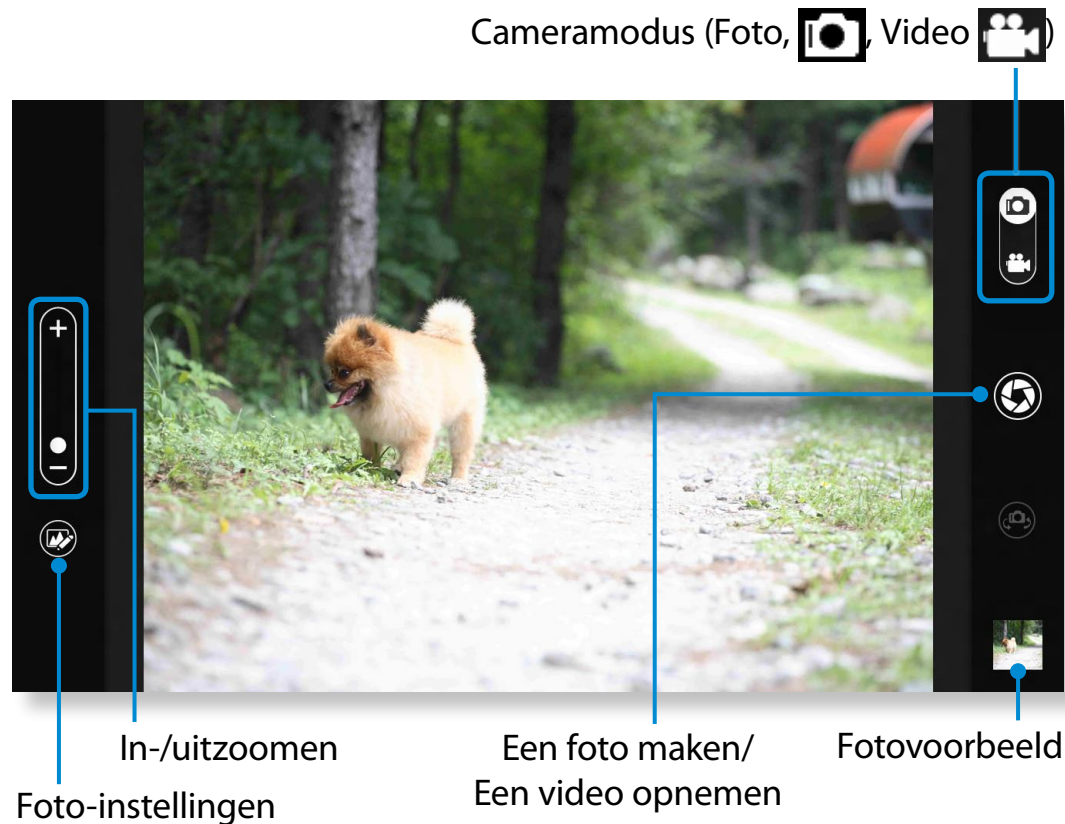 Cameramodus (Foto, , Video )
In-/uitzoomen
Een foto maken/
Een video opnemen
Fotovoorbeeld
Foto-instellingen